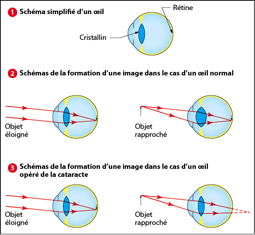 1 Schéma simplifié d'un œil
Rétine
Cristallin
2 Schémas de la formation d'une image dans le cas d'un œil normal
Objet
éloigné
Objet
rapproché
3 Schémas de la formation d'une image dans le cas d'un œil
opéré de la cataracte
Objet
éloigné
Objet
rapproché